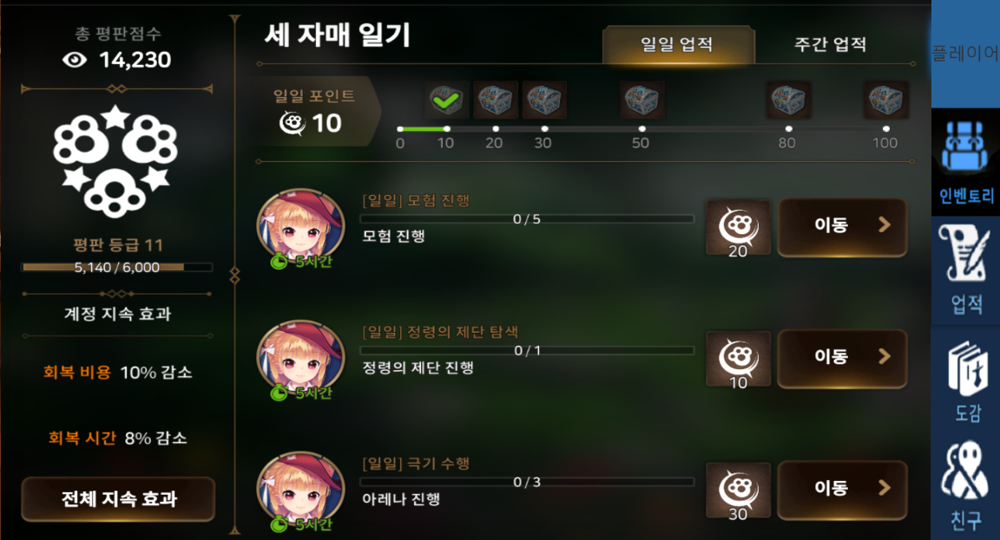 총 평판점수
14,230
평판 등급 11
5,140 / 6,000
계정 지속 효과
회복 비용 10% 감소
회복 시간 8% 감소
전체 지속 효과
세 자매 일기
일일 업적
주간 업적
일일 포인트
10
0 10 20 30 50 80 100
[일일] 모험 진행
0 / 5
모험 진행
5시간
20
이동
[일일] 정령의 제단 탐색
0 / 1
정령의 제단 진행
5시간
10
이동
[일일] 극기 수행
0 / 3
아레나 진행
5시간
30
이동
플레이어
인벤토리
업적
도감
친구